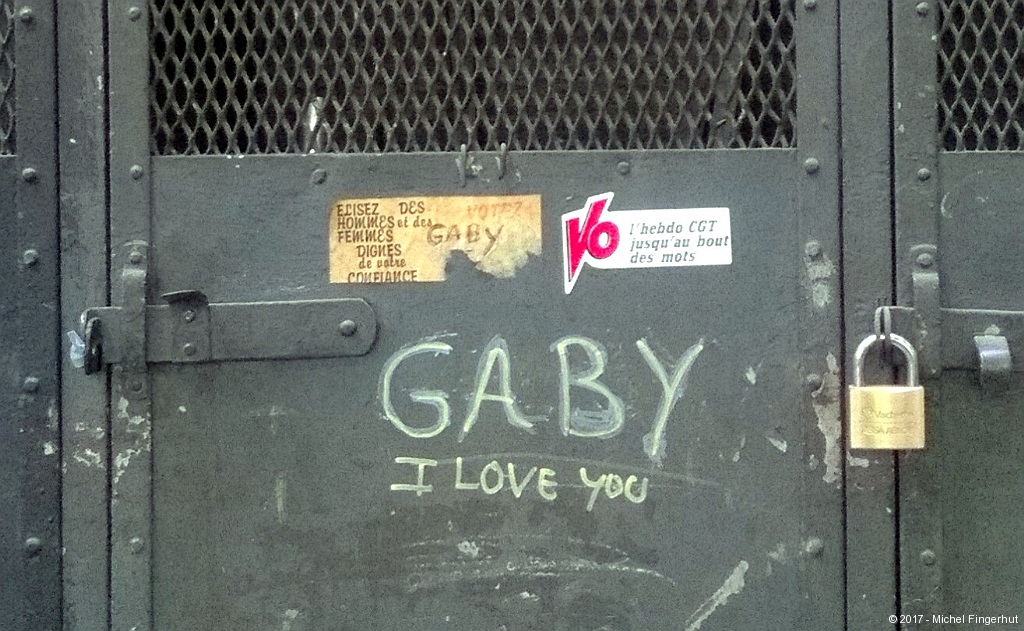 ELISEZ DES
HOMMES et des
FEMMES
DIGNES
de votre
CONFIANCE
VOTEZ
GABY
VO
l'hebdo CGT
jusqu'au bout
des mots
GABY
I LOVE YOU
© 2017 - Michel Fingerhut